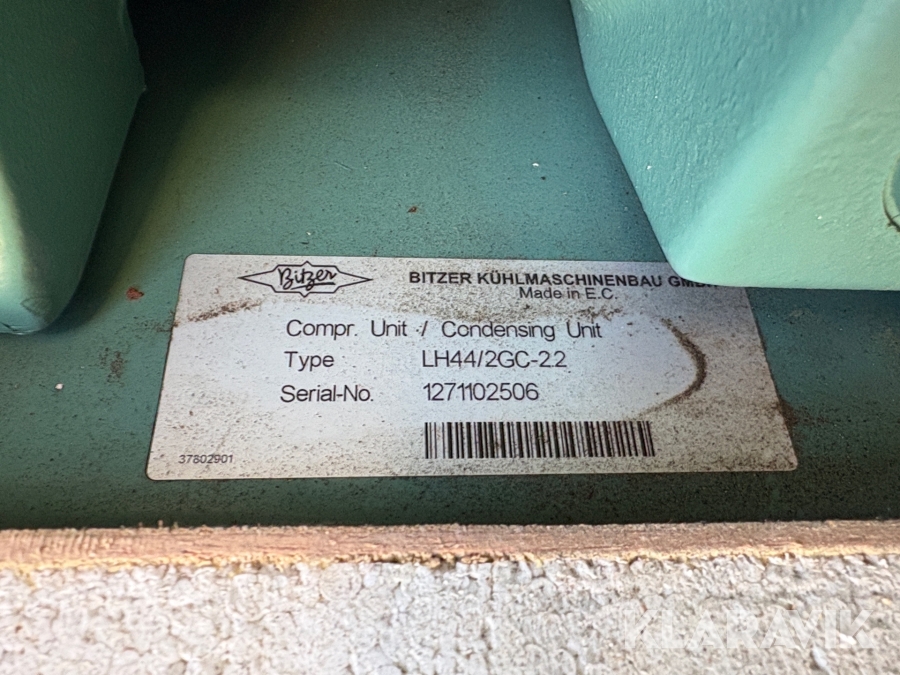 Bitzer
BITZER KÜHLMASCHINENBAU GMBH
Made in E.C.
Compr. Unit / Condensing Unit
Type LH44/2GC-2.2
Serial-No. 1271102506
37802901
KLARAVIK